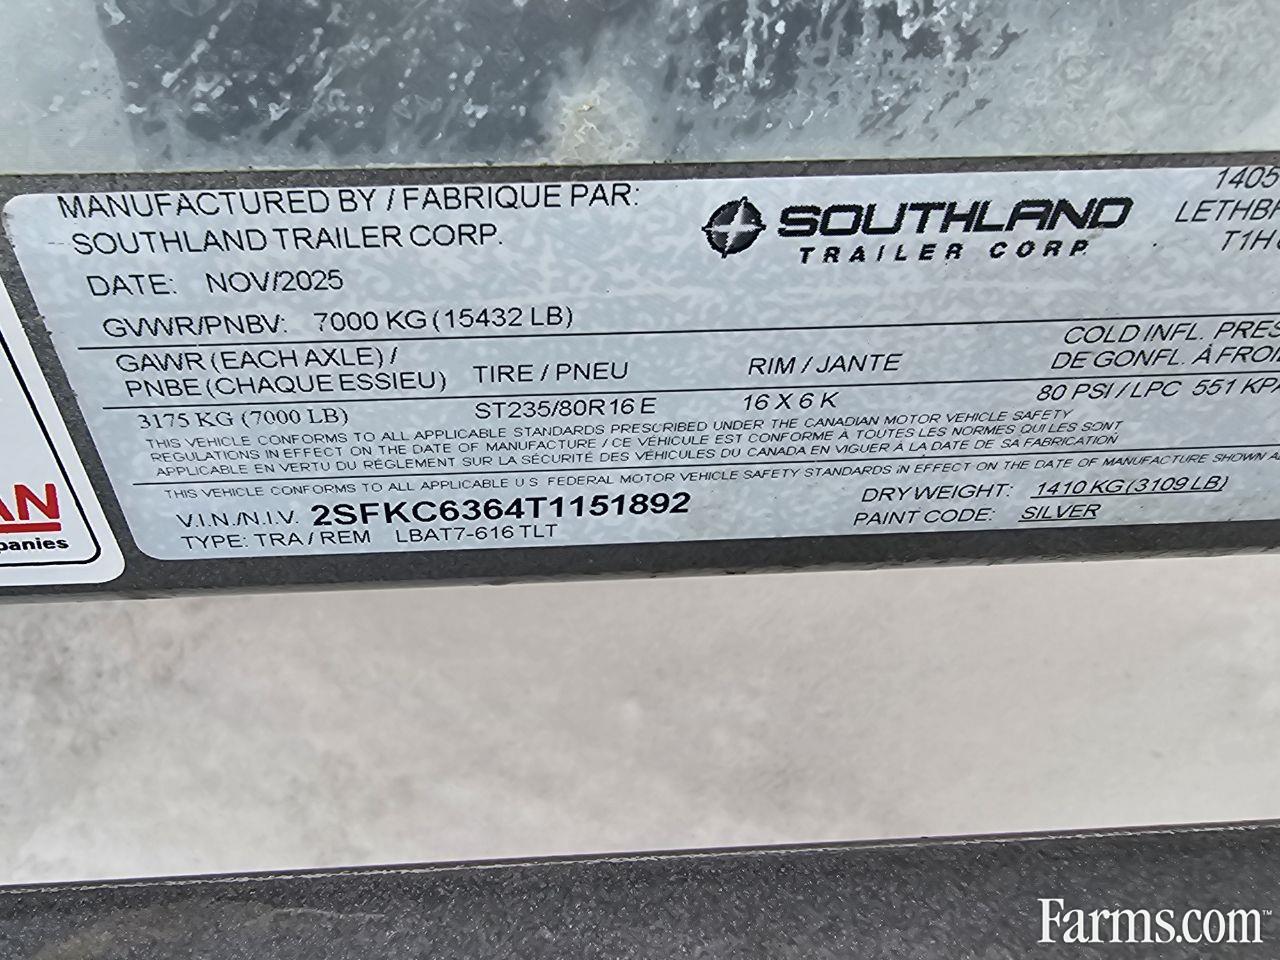 MANUFACTURED BY / FABRIQUE PAR:
SOUTHLAND TRAILER CORP.
DATE: NOV/2025
GVWR/PNBV: 7000 KG (15432 LB)
SOUTHLAND
TRAILER CORP
1405
LETHBR
T1H
GAWR (EACH AXLE) /
PNBE (CHAQUE ESSIEU)
TIRE / PNEU
RIM / JANTE
COLD INFL. PRES
DE GONFL. À FROI
3175 KG (7000 LB)
ST235/80R16 E
16 X 6 K
80 PSI / LPC 551 KPA
THIS VEHICLE CONFORMS TO ALL APPLICABLE STANDARDS PRESCRIBED UNDER THE CANADIAN MOTOR VEHICLE SAFETY
REGULATIONS IN EFFECT ON THE DATE OF MANUFACTURE / CE VÉHICULE EST CONFORME À TOUTES LES NORMES QUI LES SONT
APPLICABLE EN VERTU DU RÉGLEMENT SUR LA SÉCURITÉ DES VÉHICULES DU CANADA EN VIGUER À LA DATE DE SA FABRICATION
THIS VEHICLE CONFORMS TO ALL APPLICABLE U.S. FEDERAL MOTOR VEHICLE SAFETY STANDARDS IN EFFECT ON THE DATE OF MANUFACTURE SHOWN A
V.I.N./N.I.V. 2SFKC6364T1151892
TYPE: TRA / REM LBAT7-616 TLT
DRY WEIGHT: 1410 KG (3109 LB)
PAINT CODE: SILVER
AN
panies
Farms.com™